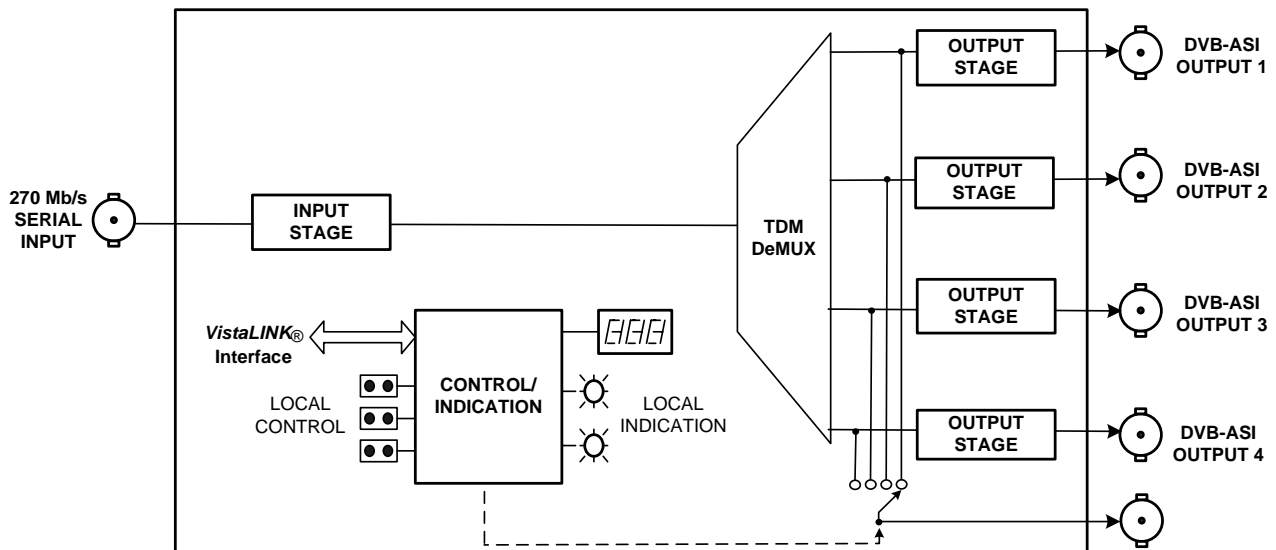 270 Mb/s
SERIAL
INPUT
INPUT
STAGE
TDM
DeMUX
OUTPUT
STAGE
DVB-ASI
OUTPUT 1
OUTPUT
STAGE
DVB-ASI
OUTPUT 2
OUTPUT
STAGE
DVB-ASI
OUTPUT 3
OUTPUT
STAGE
DVB-ASI
OUTPUT 4
VistaLINK®
Interface
LOCAL
CONTROL
CONTROL/
INDICATION
LOCAL
INDICATION